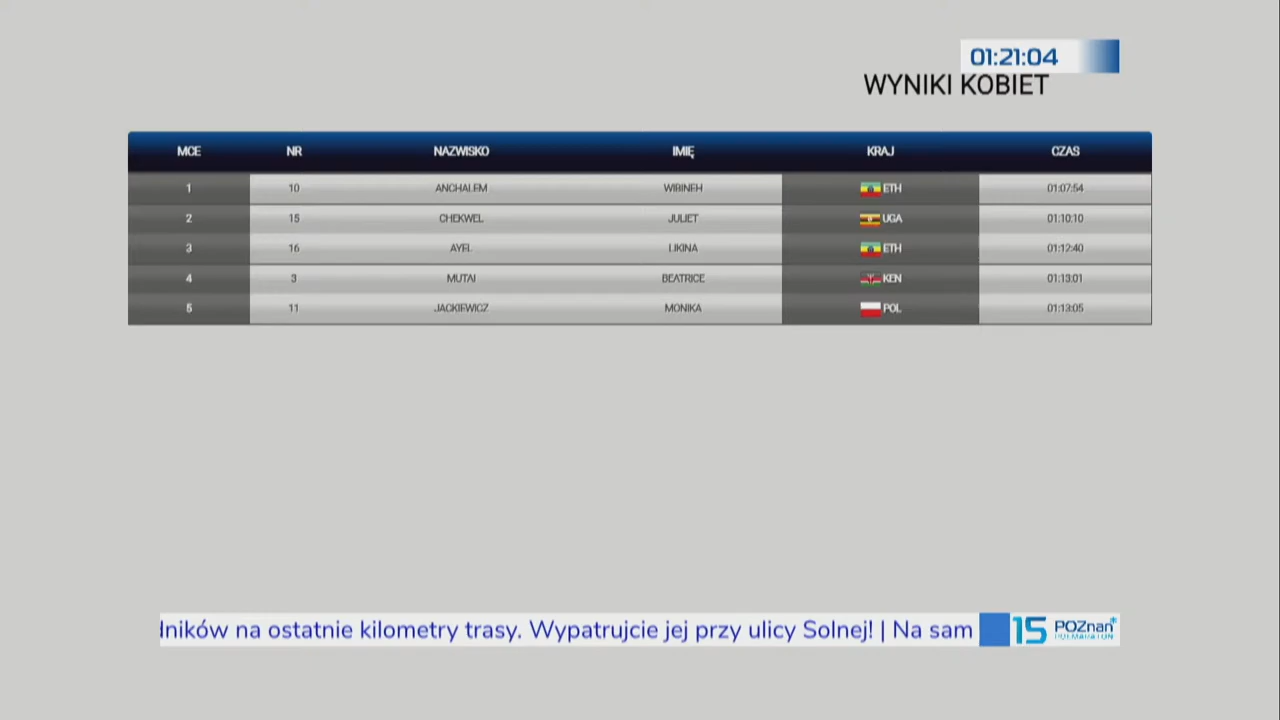 01:21:04
WYNIKI KOBIET
MCE NR NAZWISKO IMIĘ KRAJ CZAS
1 10 ANCHALEM WIBINEH ETH 01:07:54
2 15 CHEKWEL JULIET UGA 01:10:10
3 16 AYEL LIKINA ETH 01:12:40
4 3 MUTAI BEATRICE KEN 01:13:01
5 11 JACKIEWICZ MONIKA POL 01:13:05
na ostatnie kilometry trasy. Wypatrujcie jej przy ulicy Solnej! | Na sam
15 POZnań*
PÓŁMARATON